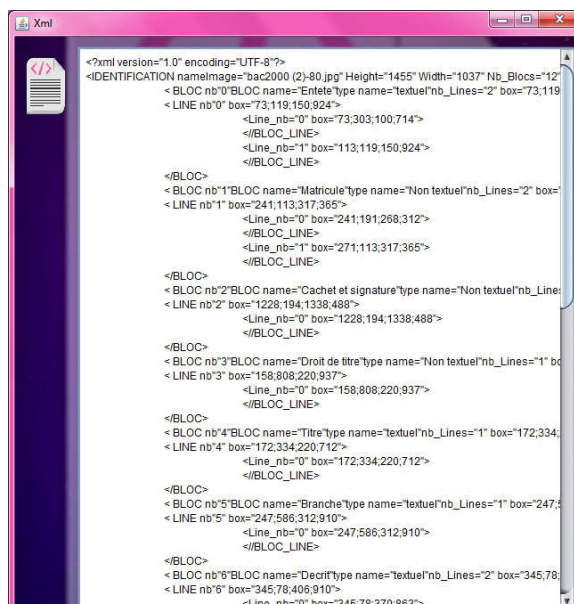 Xml
</>
<?xml version="1.0" encoding="UTF-8"?>
<IDENTIFICATION nameImage="bac2000 (2)-80.jpg" Height="1455" Width="1037" Nb_Blocs="12"
< BLOC nb"0"BLOC name="Entete"type name="textuel"nb_Lines="2" box="73;119
< LINE nb"0" box="73;119;150;924">
<Line_nb="0" box="73;303;100;714">
<//BLOC_LINE>
<Line_nb="1" box="113;119;150;924">
<//BLOC_LINE>
</BLOC>
< BLOC nb"1"BLOC name="Matricule"type name="Non textuel"nb_Lines="2" box="
< LINE nb"1" box="241;113;317;365">
<Line_nb="0" box="241;191;268;312">
<//BLOC_LINE>
<Line_nb="1" box="271;113;317;365">
<//BLOC_LINE>
</BLOC>
< BLOC nb"2"BLOC name="Cachet et signature"type name="Non textuel"nb_Line
< LINE nb"2" box="1228;194;1338;488">
<Line_nb="0" box="1228;194;1338;488">
<//BLOC_LINE>
</BLOC>
< BLOC nb"3"BLOC name="Droit de titre"type name="Non textuel"nb_Lines="1" bo
< LINE nb"3" box="158;808;220;937">
<Line_nb="0" box="158;808;220;937">
<//BLOC_LINE>
</BLOC>
< BLOC nb"4"BLOC name="Titre"type name="textuel"nb_Lines="1" box="172;334;
< LINE nb"4" box="172;334;220;712">
<Line_nb="0" box="172;334;220;712">
<//BLOC_LINE>
</BLOC>
< BLOC nb"5"BLOC name="Branche"type name="textuel"nb_Lines="1" box="247;5
< LINE nb"5" box="247;586;312;910">
<Line_nb="0" box="247;586;312;910">
<//BLOC_LINE>
</BLOC>
< BLOC nb"6"BLOC name="Decrit"type name="textuel"nb_Lines="2" box="345;78;
< LINE nb"6" box="345;78;406;910">
<Line_nb="0" box="345;78;370;863">